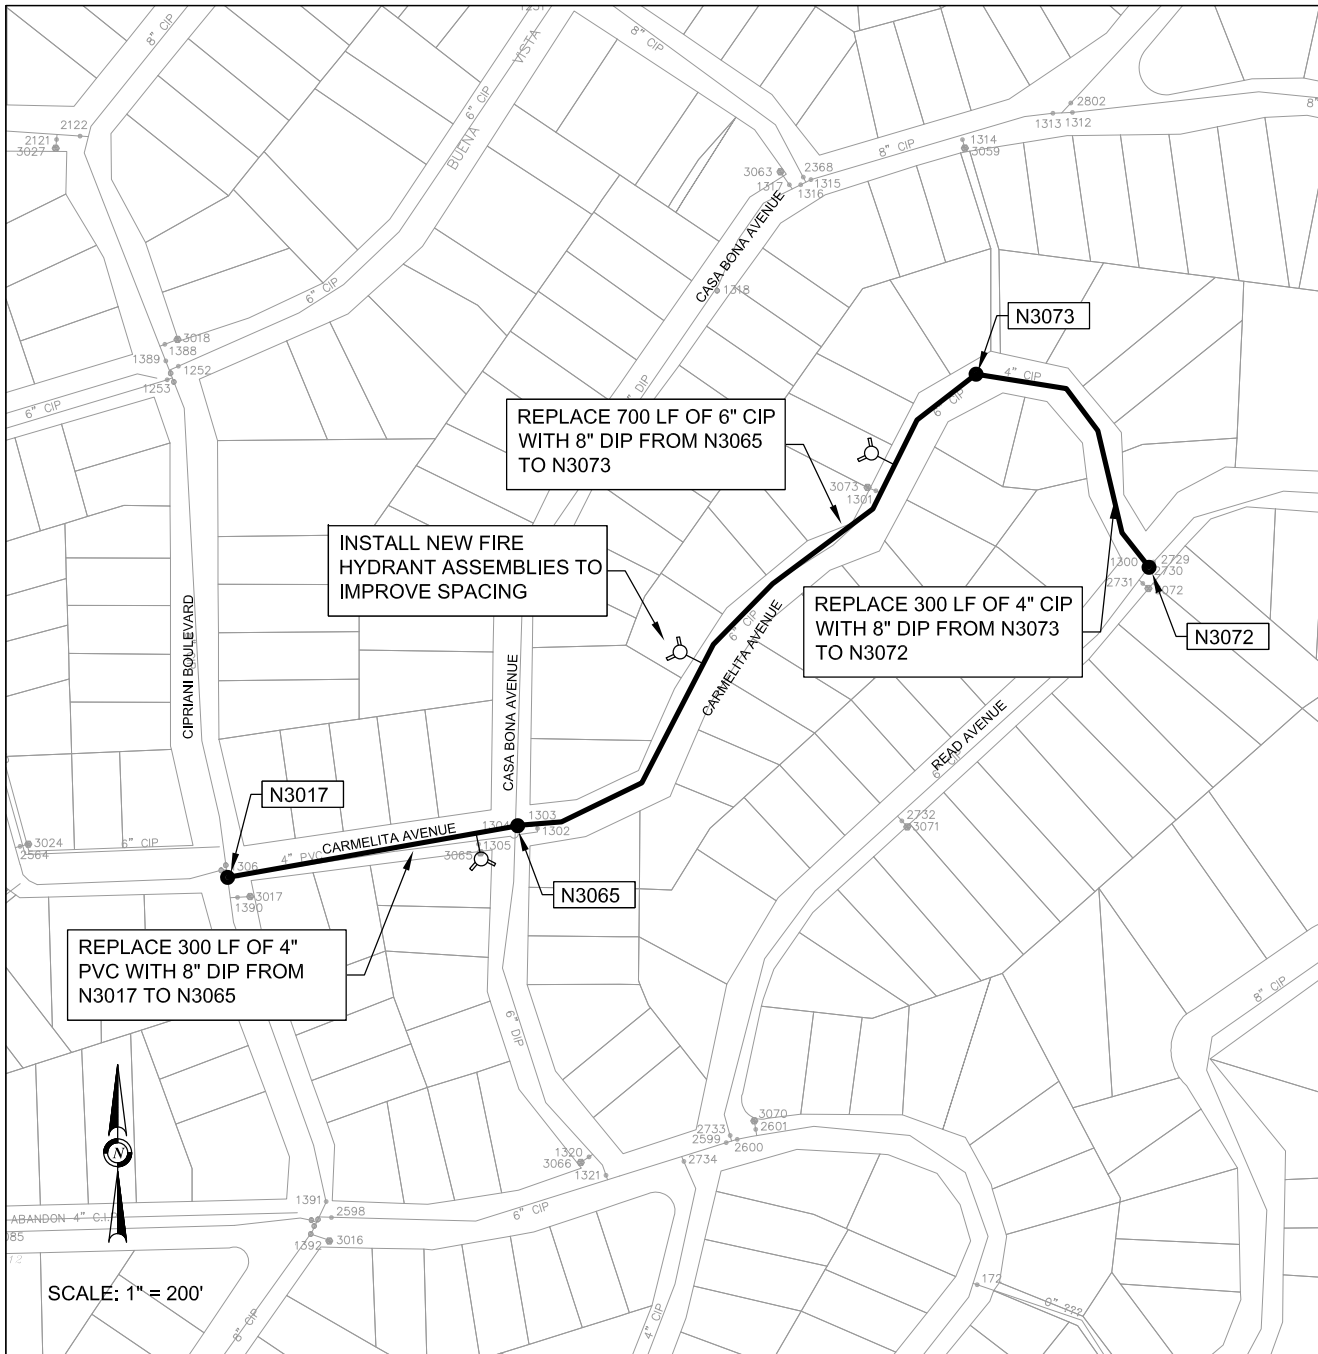 1251
8" CIP
8" CIP
VISTA
6" CIP
BUENA
2802
1313
1312
8"
2122
2121
3027
1314
3059
8" CIP
2368
3063
1317
1315
1316
CASA BONA AVENUE
1318
6" CIP
N3073
3018
1388
1389
1252
1253
6" CIP
4" CIP
6" CIP
" DIP
REPLACE 700 LF OF 6" CIP
WITH 8" DIP FROM N3065
TO N3073
3073
1301
INSTALL NEW FIRE
HYDRANT ASSEMBLIES TO
IMPROVE SPACING
1300
2729
2730
2731
3072
REPLACE 300 LF OF 4" CIP
WITH 8" DIP FROM N3073
TO N3072
N3072
CIPRIANI BOULEVARD
6" CIP
CARMELITA AVENUE
CASA BONA AVENUE
READ AVENUE
6" CIP
N3017
2732
3071
3024
2564
6" CIP
1303
1304
1302
1305
3065
CARMELITA AVENUE
4" PVC
306
3017
1390
N3065
REPLACE 300 LF OF 4"
PVC WITH 8" DIP FROM
N3017 TO N3065
8" CIP
6" DIP
3070
2601
2733
2599
2600
2734
1320
3066
1321
6" CIP
N
1391
2598
ABANDON 4" C.I.P
085
1392
3016
172
0" ???
SCALE: 1" = 200'
8" CIP
4" CIP